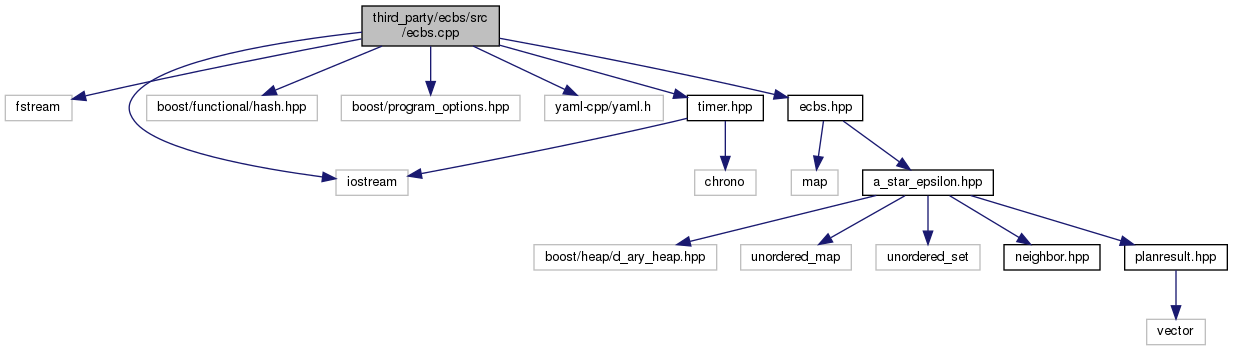 third_party/ecbs/src
/ecbs.cpp
fstream
boost/functional/hash.hpp
boost/program_options.hpp
yaml-cpp/yaml.h
timer.hpp
ecbs.hpp
iostream
chrono
map
a_star_epsilon.hpp
boost/heap/d_ary_heap.hpp
unordered_map
unordered_set
neighbor.hpp
planresult.hpp
vector